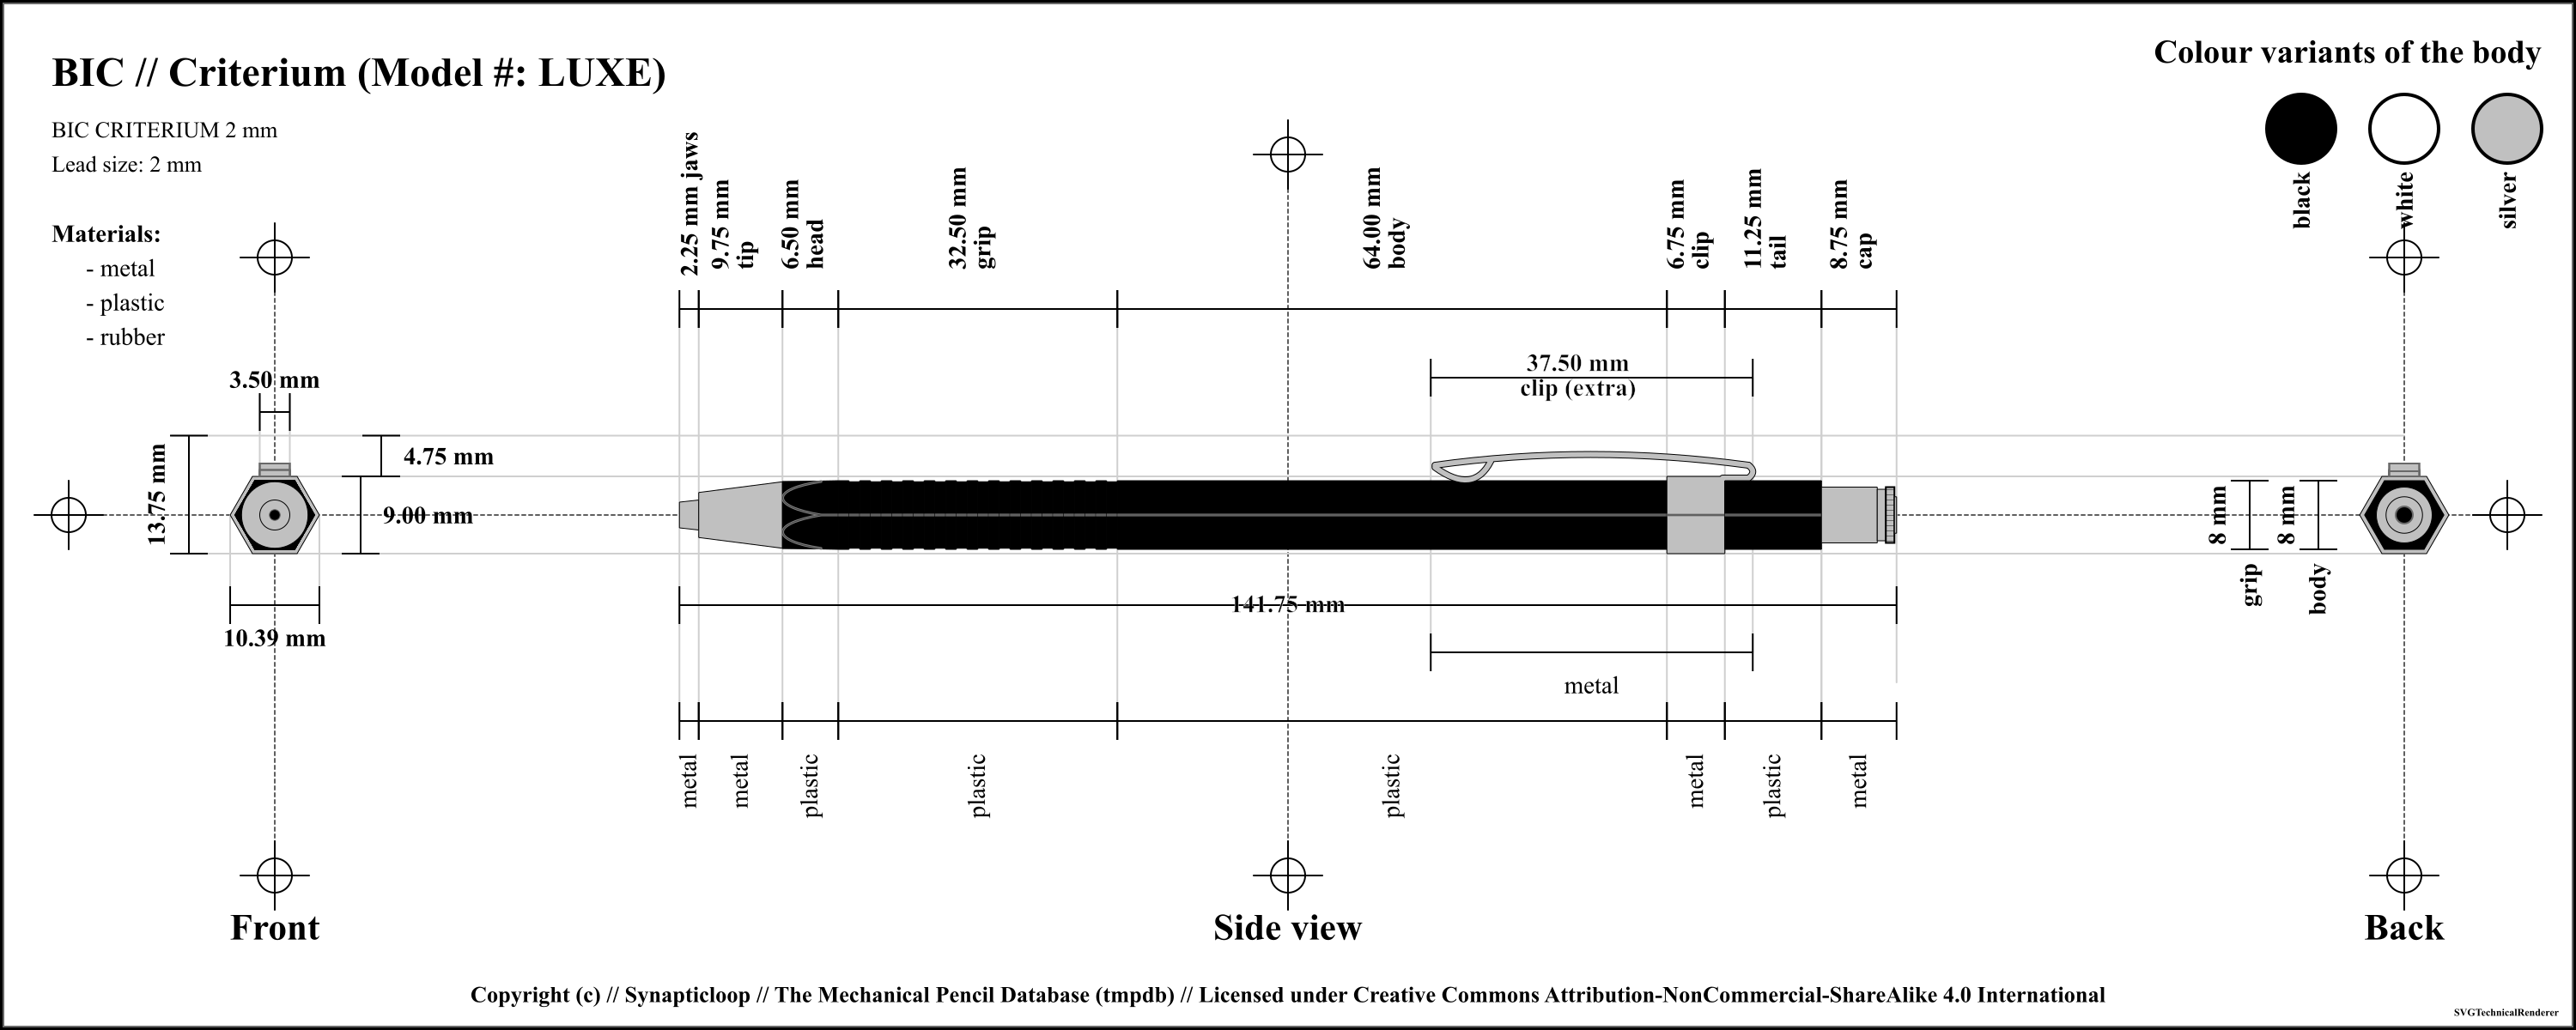 BIC // Criterium (Model #: LUXE)
BIC CRITERIUM 2 mm
Lead size: 2 mm
Materials:
- metal
- plastic
- rubber
Colour variants of the body
black
white
silver
2.25 mm jaws
9.75 mm
tip
6.50 mm
head
32.50 mm
grip
64.00 mm
body
6.75 mm
clip
11.25 mm
tail
8.75 mm
cap
37.50 mm
clip (extra)
3.50 mm
13.75 mm
4.75 mm
9.00 mm
10.39 mm
8 mm
grip
8 mm
body
141.75 mm
metal
metal
metal
plastic
plastic
plastic
metal
plastic
metal
Front
Side view
Back
Copyright (c) // Synapticloop // The Mechanical Pencil Database (tmpdb) // Licensed under Creative Commons Attribution-NonCommercial-ShareAlike 4.0 International
SVGTechnicalRenderer